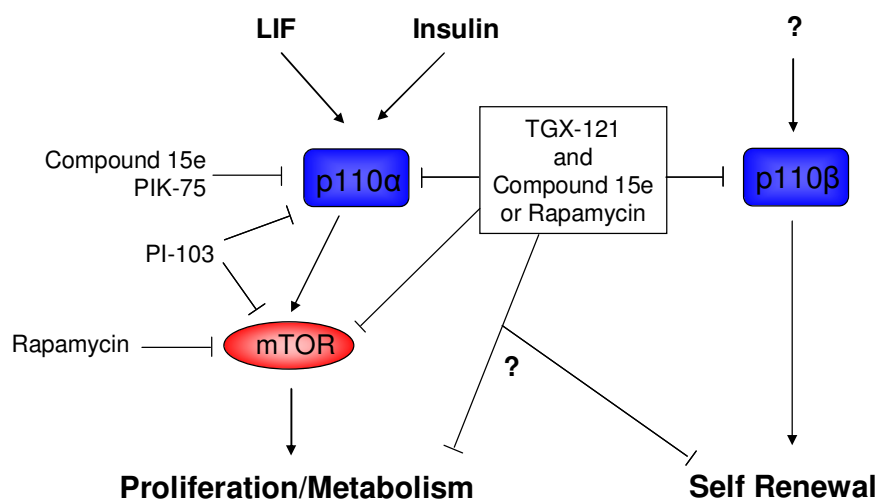 LIF
Insulin
?
TGX-121
and
Compound 15e
or Rapamycin
Compound 15e
PIK-75
p110α
p110β
PI-103
Rapamycin
mTOR
?
Proliferation/Metabolism
Self Renewal